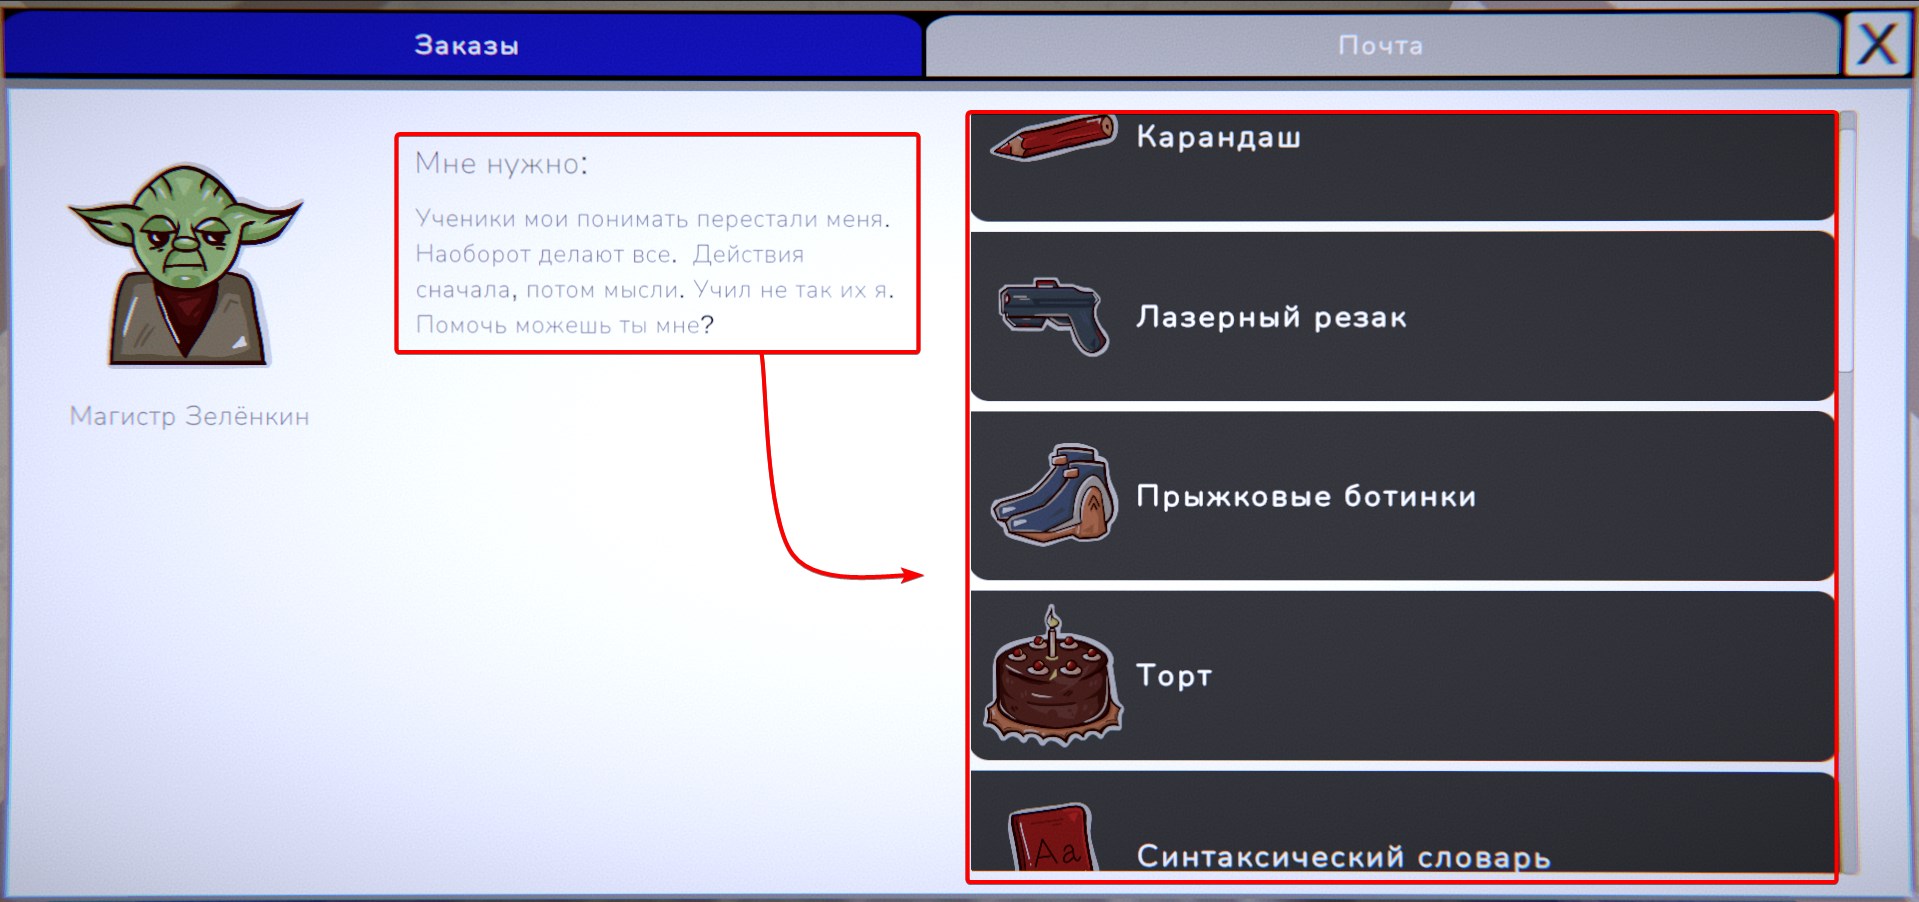 Заказы
Почта
X
Мне нужно:
Ученики мои понимать перестали меня.
Наоборот делают все. Действия
сначала, потом мысли. Учил не так их я.
Помочь можешь ты мне?
Магистр Зелёнкин
Карандаш
Лазерный резак
Прыжковые ботинки
Торт
Aa
Синтаксический словарь